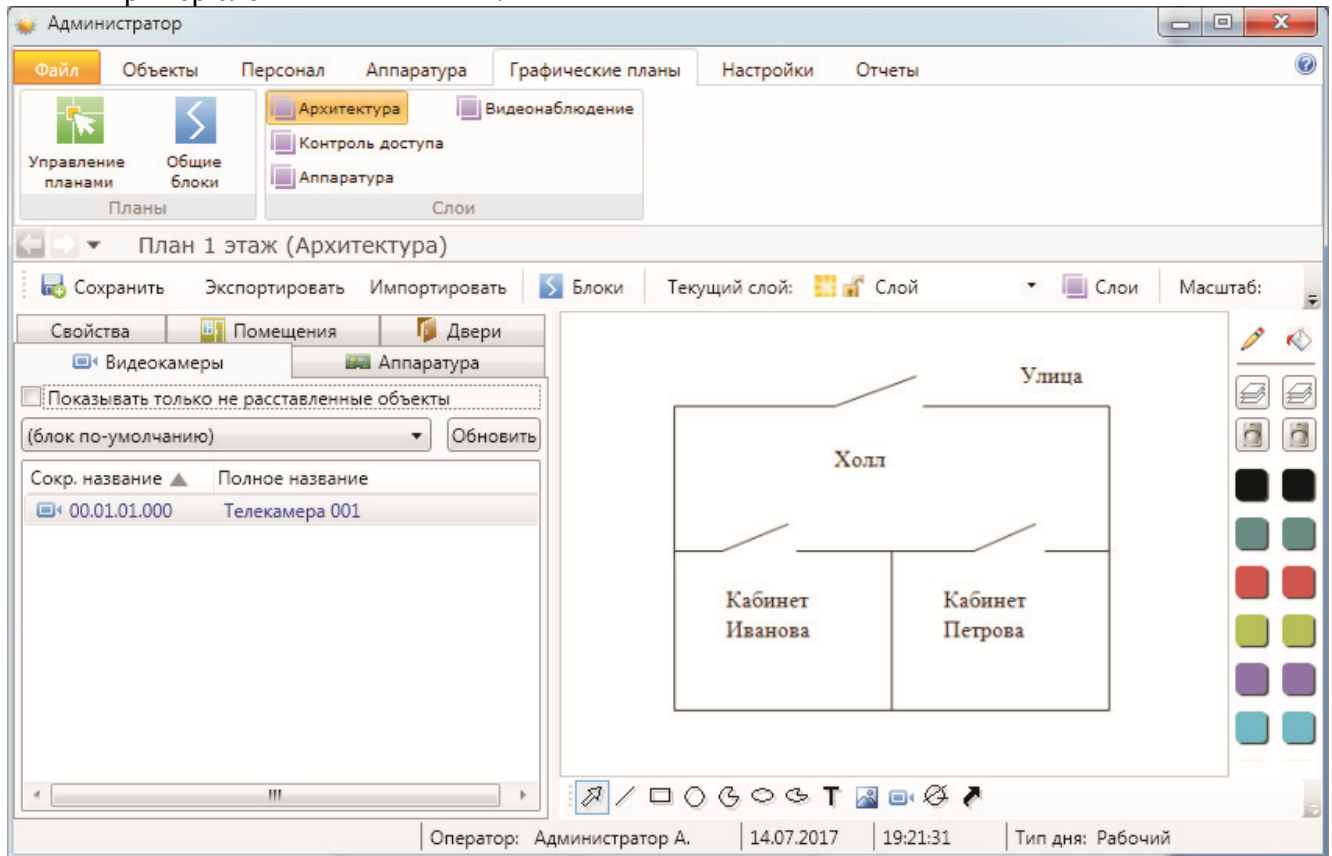 Администратор
Файл Объекты Персонал Аппаратура Графические планы Настройки Отчеты
Архитектура Видеонаблюдение
Контроль доступа
Управление планами Общие блоки
Аппаратура
Планы Слои
План 1 этаж (Архитектура)
Сохранить Экспортировать Импортировать Блоки Текущий слой: Слой Слои Масштаб:
Свойства Помещения Двери
Видеокамеры Аппаратура
Показывать только не расставленные объекты
(блок по-умолчанию) Обновить
Сокр. название Полное название
00.01.01.000 Телекамера 001
Улица
Холл
Кабинет
Иванова
Кабинет
Петрова
T
Оператор: Администратор А. 14.07.2017 19:21:31 Тип дня: Рабочий